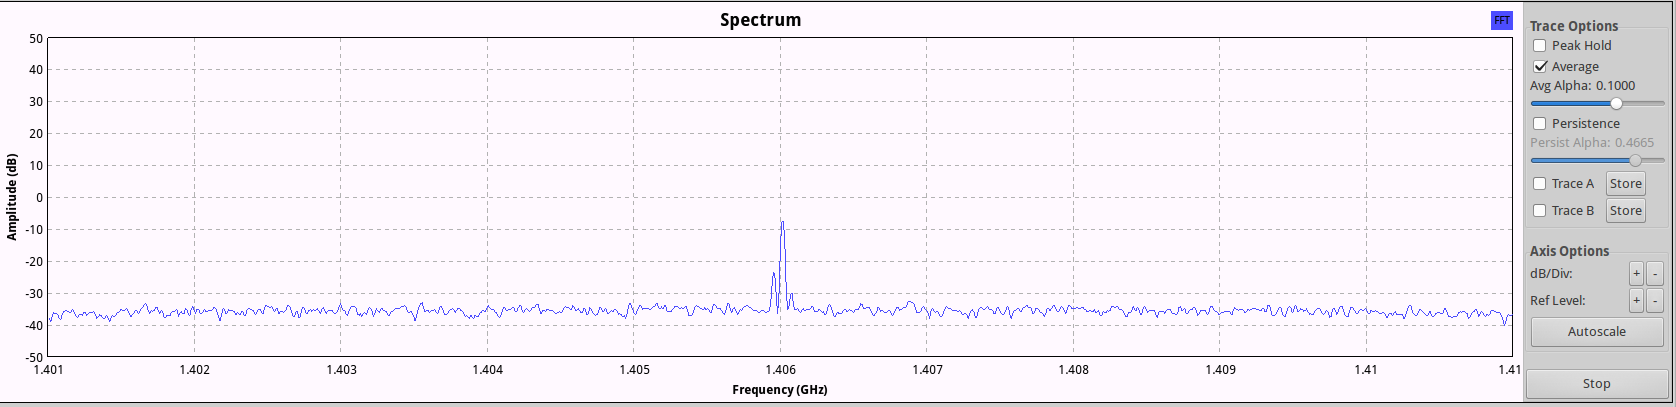 Spectrum
FFT
50
40
30
20
10
0
-10
-20
-30
-40
-50
Amplitude (dB)
1.401 1.402 1.403 1.404 1.405 1.406 1.407 1.408 1.409 1.41 1.41
Frequency (GHz)
Trace Options
Peak Hold
Average
Avg Alpha: 0.1000
Persistence
Persist Alpha: 0.4665
Trace A Store
Trace B Store
Axis Options
dB/Div: + -
Ref Level: + -
Autoscale
Stop